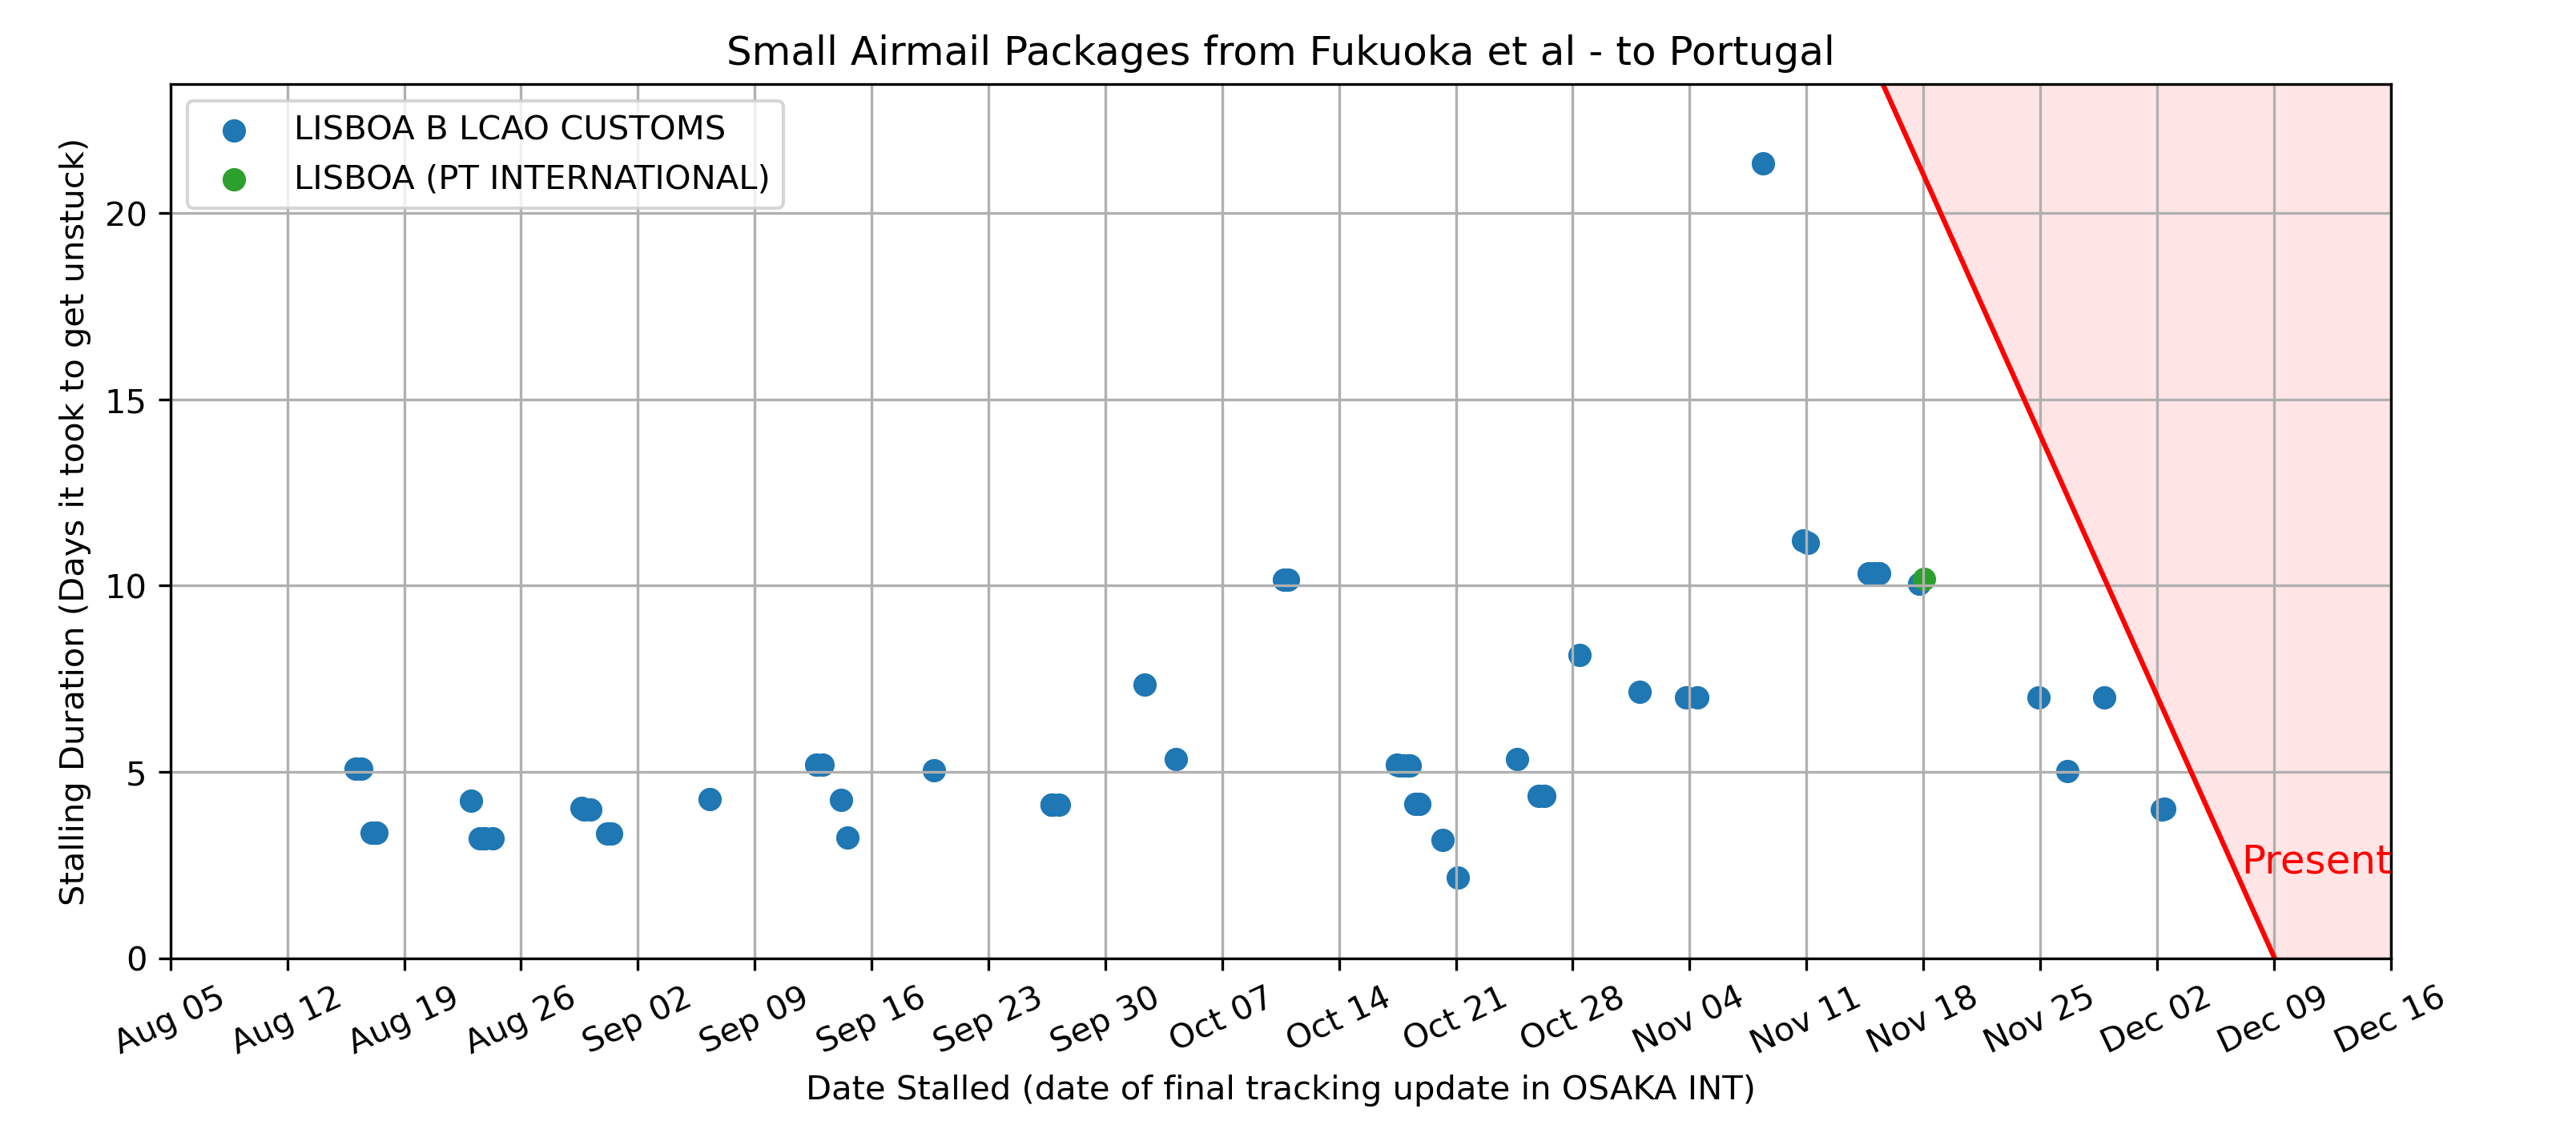 Small Airmail Packages from Fukuoka et al - to Portugal
LISBOA B LCAO CUSTOMS
LISBOA (PT INTERNATIONAL)
Stalling Duration (Days it took to get unstuck)
20
15
10
5
0
Present
Aug 05
Aug 12
Aug 19
Aug 26
Sep 02
Sep 09
Sep 16
Sep 23
Sep 30
Oct 07
Oct 14
Oct 21
Oct 28
Nov 04
Nov 11
Nov 18
Nov 25
Dec 02
Dec 09
Dec 16
Date Stalled (date of final tracking update in OSAKA INT)